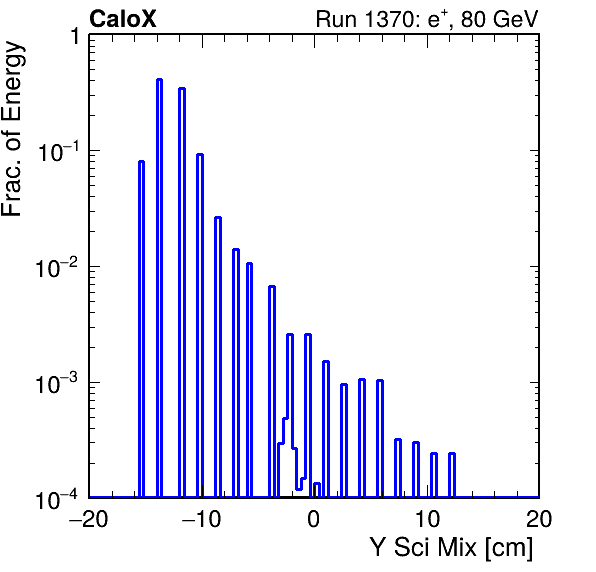 CaloX Run 1370: e⁺, 80 GeV
Frac. of Energy
1
10⁻¹
10⁻²
10⁻³
10⁻⁴
−20 −10 0 10 20
Y Sci Mix [cm]